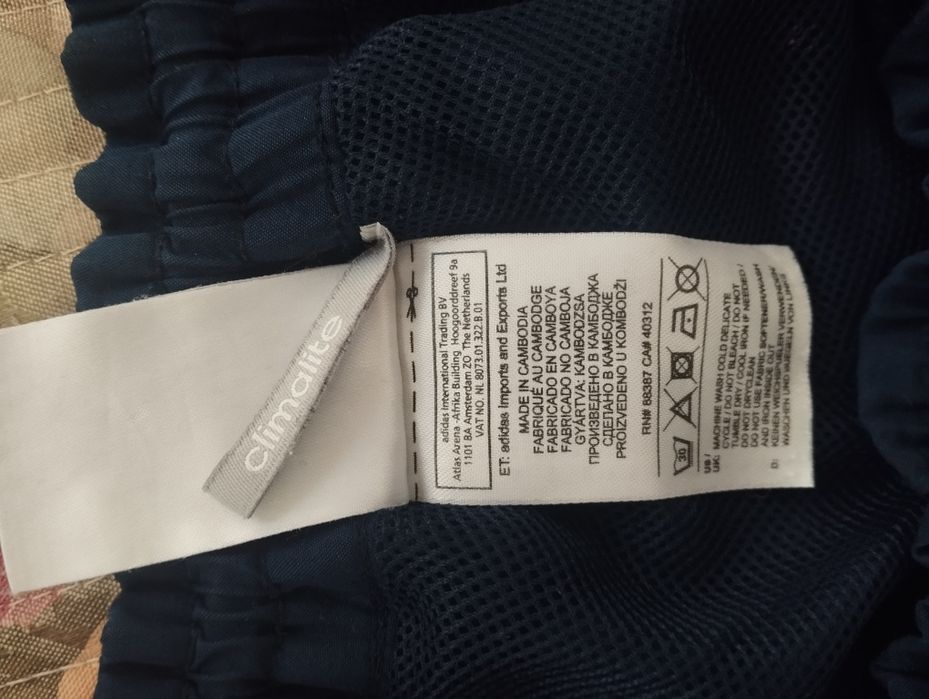 climalite
adidas International Trading BV
Atlas Arena -Afrika Building Hoogoorddreef 9a
1101 BA Amsterdam ZO The Netherlands
VAT NO. NL 8073.01.322.B.01
ET: adidas Imports and Exports Ltd
MADE IN CAMBODIA
FABRIQUÉ AU CAMBODGE
FABRICADO EN CAMBOYA
FABRICADO NO CAMBOJA
GYÁRTVA: KAMBODZSA
ПРОИЗВЕДЕНО В КАМБОДЖА
СДЕЛАНО В КАМБОДЖЕ
PROIZVEDENO U KOMBODŽI
RN# 88387 CA# 40312
30
US /
UK: MACHINE WASH COLD DELICATE
CYCLE / DO NOT BLEACH / DO NOT
TUMBLE DRY / COOL IRON IF NEEDED /
DO NOT DRYCLEAN
DO NOT USE FABRIC SOFTENER/WASH
AND IRON INSIDE OUT
D: KEINEN WEICHSPÜLER VERWENDEN
WASCHEN UND BUEGELN VON LINKS